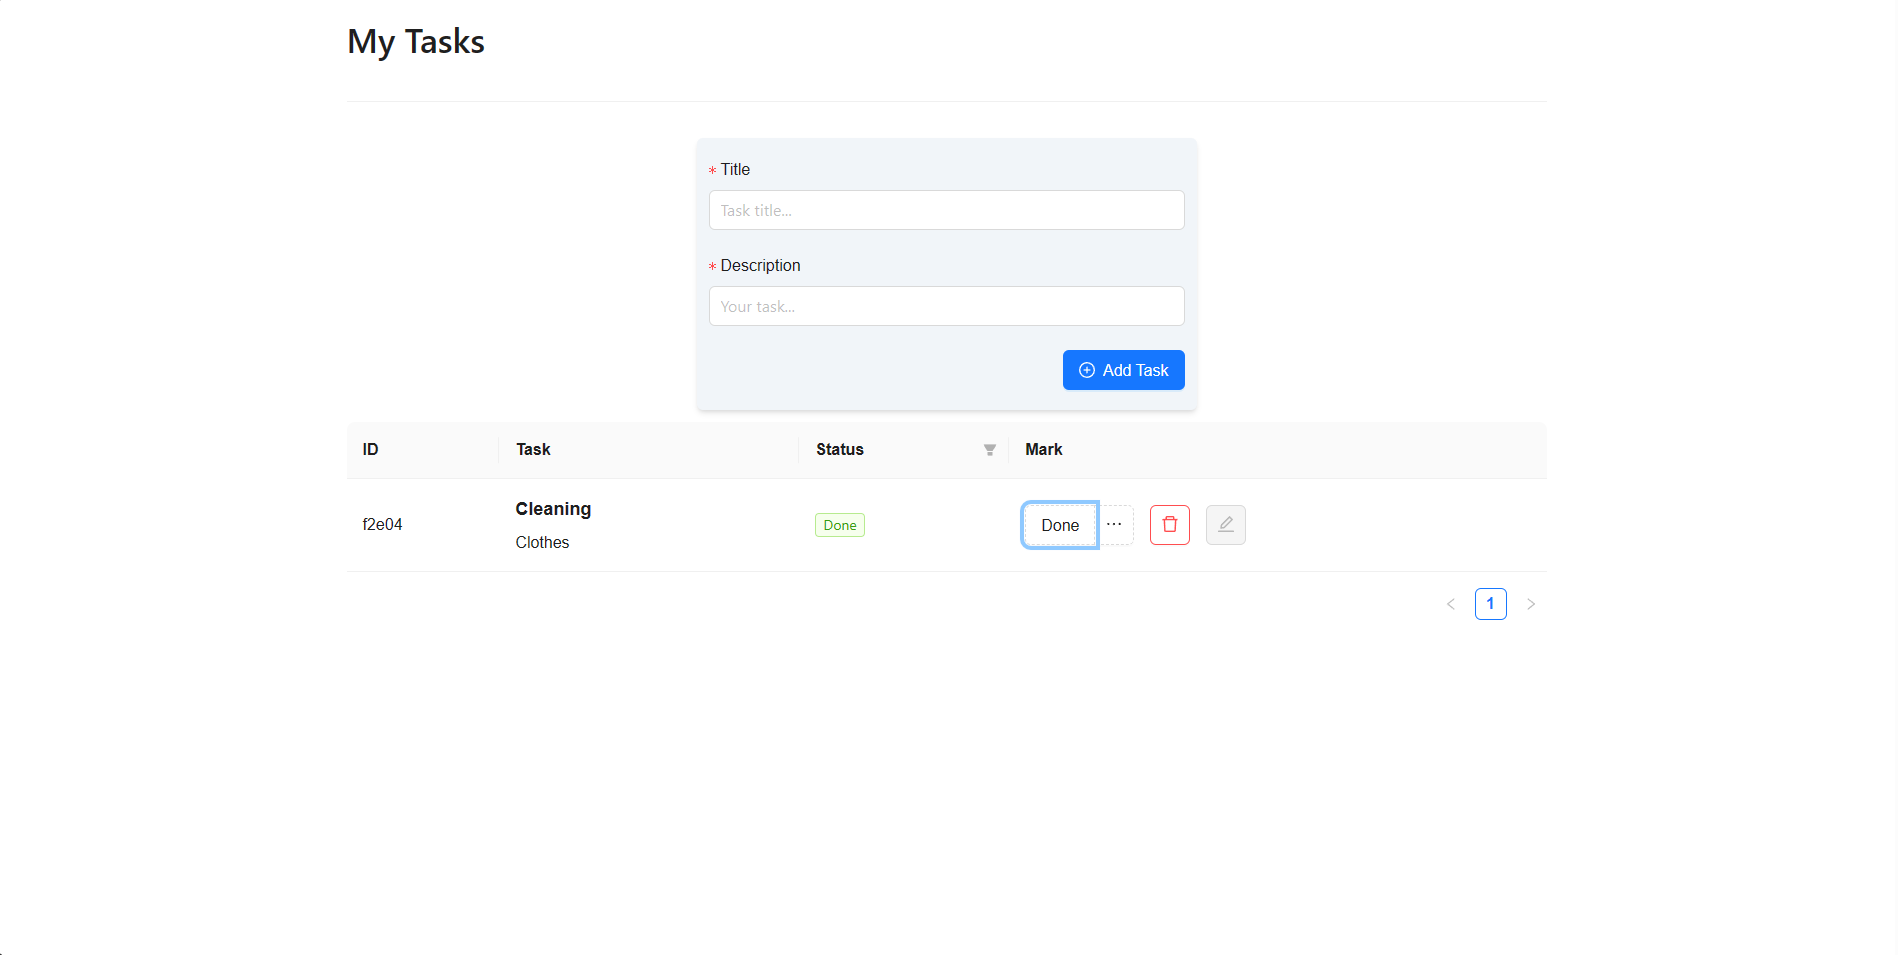 My Tasks
* Title
Task title...
* Description
Your task...
Add Task
ID Task Status Mark
f2e04 Cleaning Done Done ...
Clothes
< 1 >